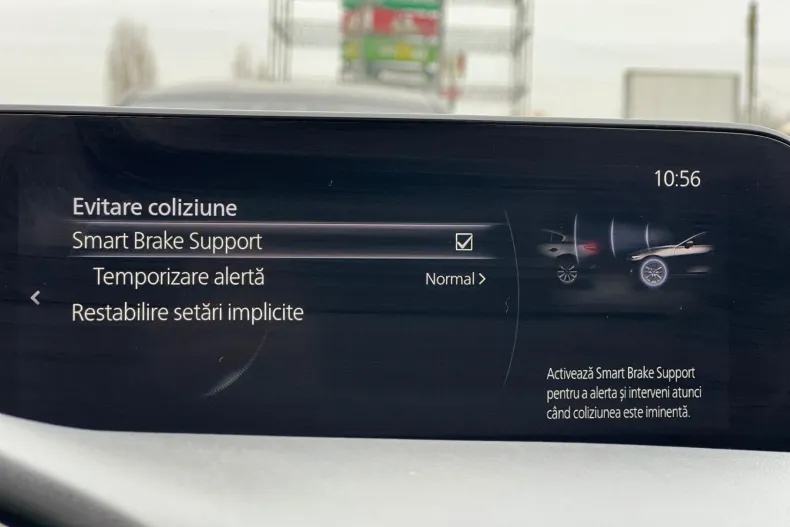 10:56
Evitare coliziune
Smart Brake Support
Temporizare alertă
Normal >
Restabilire setări implicite
Activează Smart Brake Support
pentru a alerta și interveni atunci
când coliziunea este iminentă.